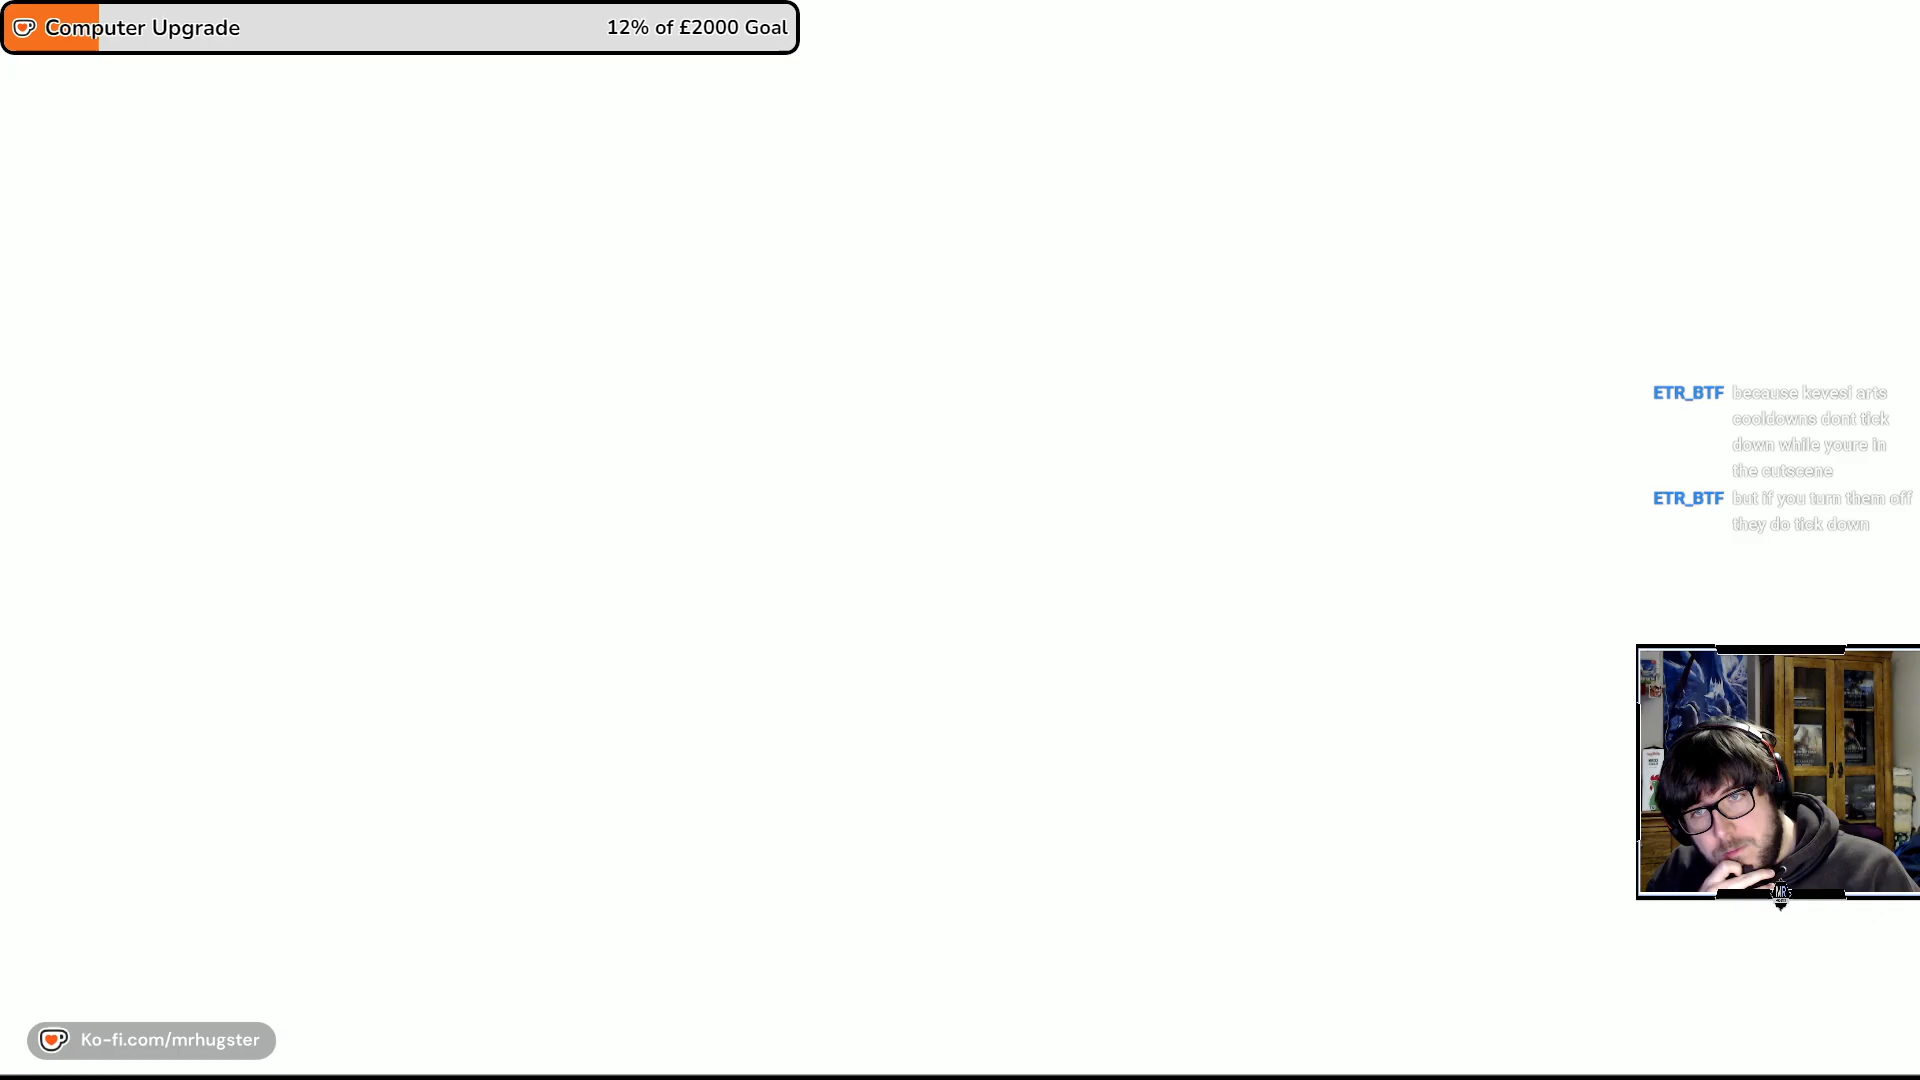 Computer Upgrade
12% of £2000 Goal
ETR_BTF because kevesi arts
cooldowns dont tick
down while youre in
the cutscene
ETR_BTF but if you turn them off
they do tick down
MR
Ko-fi.com/mrhugster